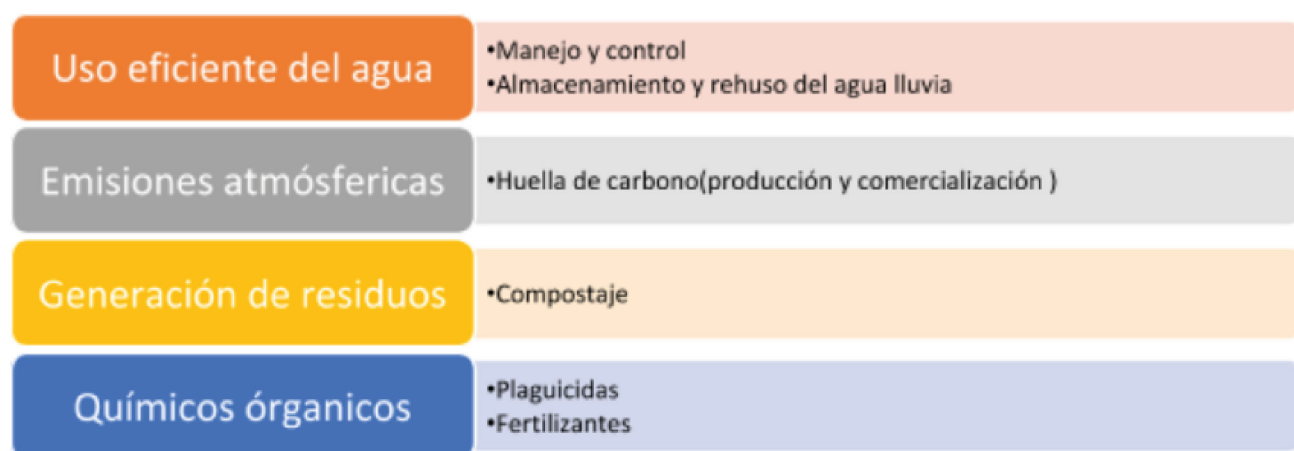 Uso eficiente del agua
•Manejo y control
•Almacenamiento y rehuso del agua lluvia
Emisiones atmósfericas
•Huella de carbono(producción y comercialización )
Generación de residuos
•Compostaje
Químicos órganicos
•Plaguicidas
•Fertilizantes